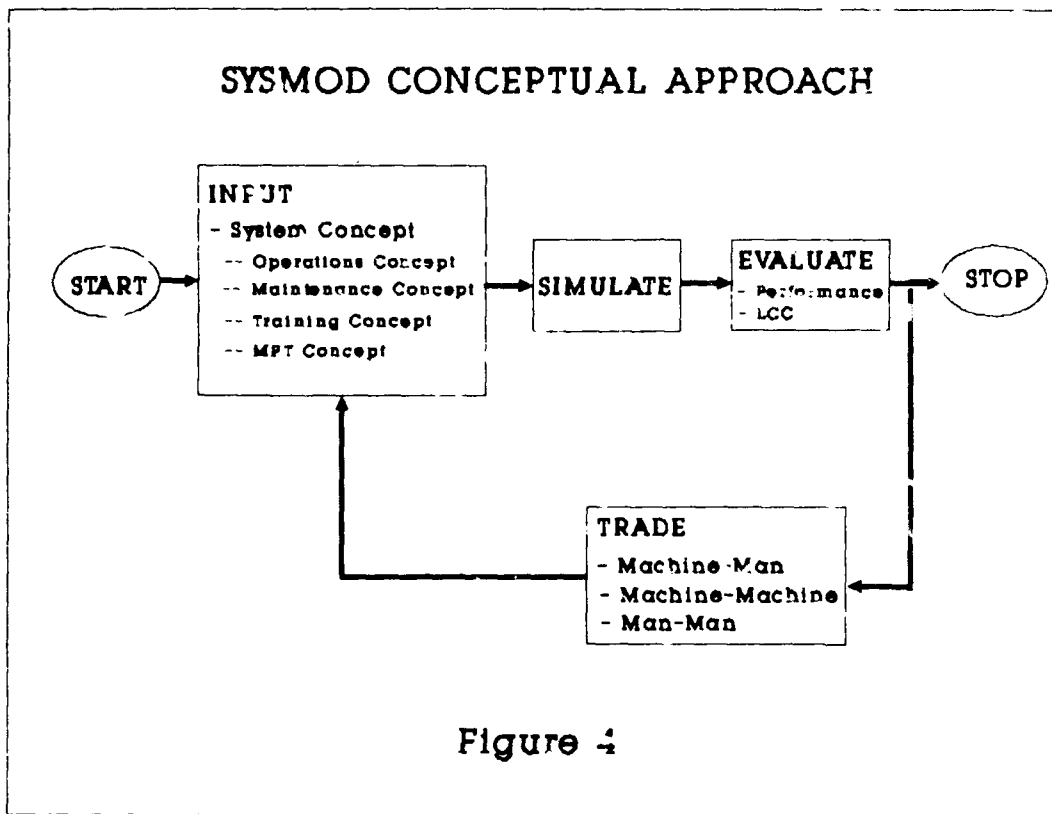 SYSMOD CONCEPTUAL APPROACH
START
INPUT
- System Concept
-- Operations Concept
-- Maintenance Concept
-- Training Concept
-- MPT Concept
SIMULATE
EVALUATE
- Performance
- LCC
STOP
TRADE
- Machine-Man
- Machine-Machine
- Man-Man
Figure 4